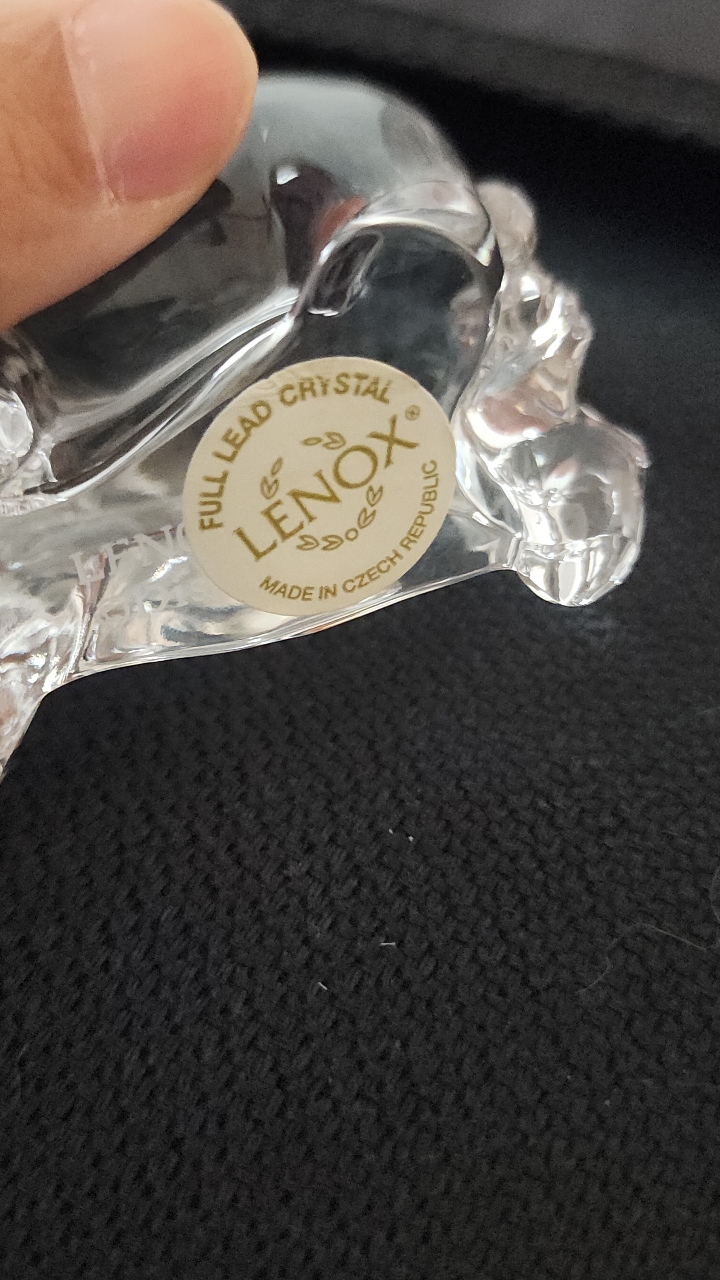 FULL LEAD CRYSTAL
LENOX®
MADE IN CZECH REPUBLIC